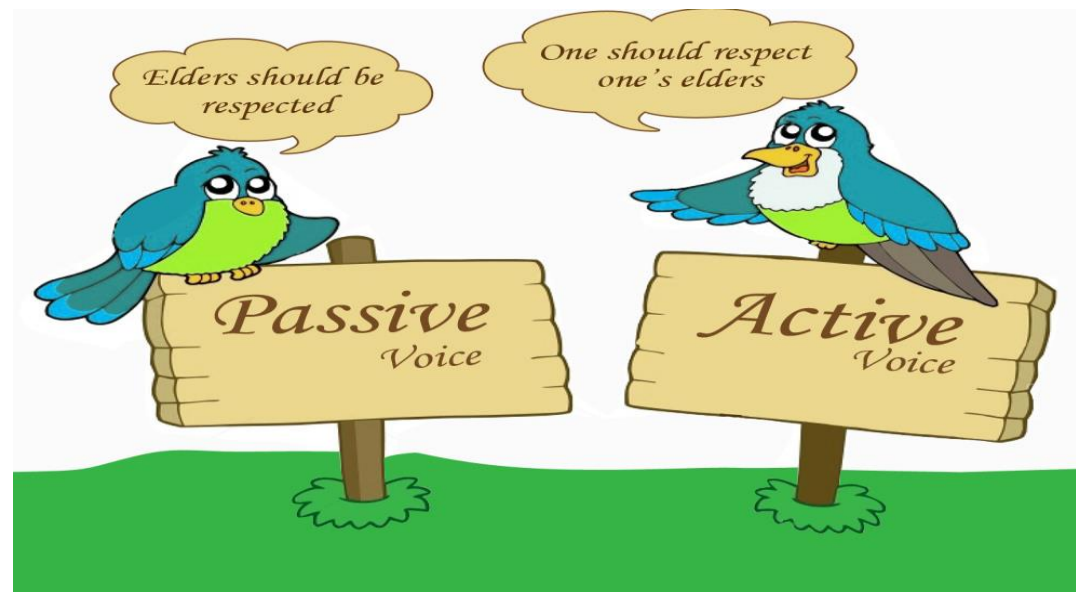 Elders should be
respected
One should respect
one's elders
Passive
Voice
Active
Voice